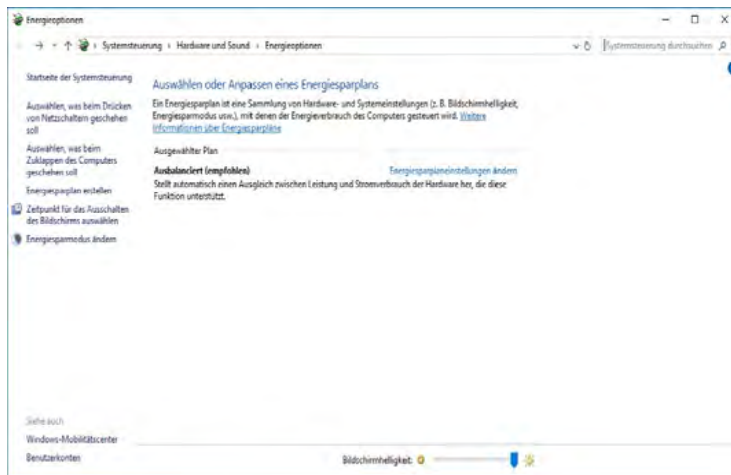 Energieoptionen
Systemsteuerung › Hardware und Sound › Energieoptionen
Systemsteuerung durchsuchen
Startseite der Systemsteuerung
Auswählen, was beim Drücken
von Netzschaltern geschehen
soll
Auswählen, was beim
Zuklappen des Computers
geschehen soll
Energiesparplan erstellen
Zeitpunkt für das Ausschalten
des Bildschirms auswählen
Energiesparmodus ändern
Auswählen oder Anpassen eines Energiesparplans
Ein Energiesparplan ist eine Sammlung von Hardware- und Systemeinstellungen (z. B. Bildschirmhelligkeit,
Energiesparmodus usw.), mit denen der Energieverbrauch des Computers gesteuert wird. Weitere
Informationen über Energiesparpläne
Ausgewählter Plan
Ausbalanciert (empfohlen) Energiesparplaneinstellungen ändern
Stellt automatisch einen Ausgleich zwischen Leistung und Stromverbrauch der Hardware her, die diese
Funktion unterstützt.
Siehe auch
Windows-Mobilitätscenter
Benutzerkonten
Bildschirmhelligkeit: